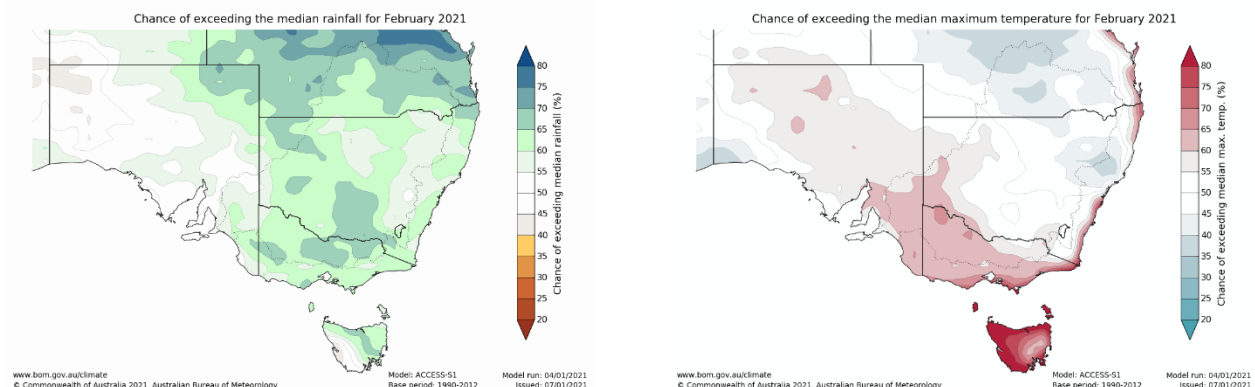 Chance of exceeding the median rainfall for February 2021
80
75
70
65
60
55
50
45
40
35
30
25
20
Chance of exceeding median rainfall (%)
www.bom.gov.au/climate
© Commonwealth of Australia 2021, Australian Bureau of Meteorology
Model: ACCESS-S1
Base period: 1990-2012
Model run: 04/01/2021
Issued: 07/01/2021
Chance of exceeding the median maximum temperature for February 2021
80
75
70
65
60
55
50
45
40
35
30
25
20
Chance of exceeding median max. temp. (%)
www.bom.gov.au/climate
© Commonwealth of Australia 2021, Australian Bureau of Meteorology
Model: ACCESS-S1
Base period: 1990-2012
Model run: 04/01/2021
Issued: 07/01/2021